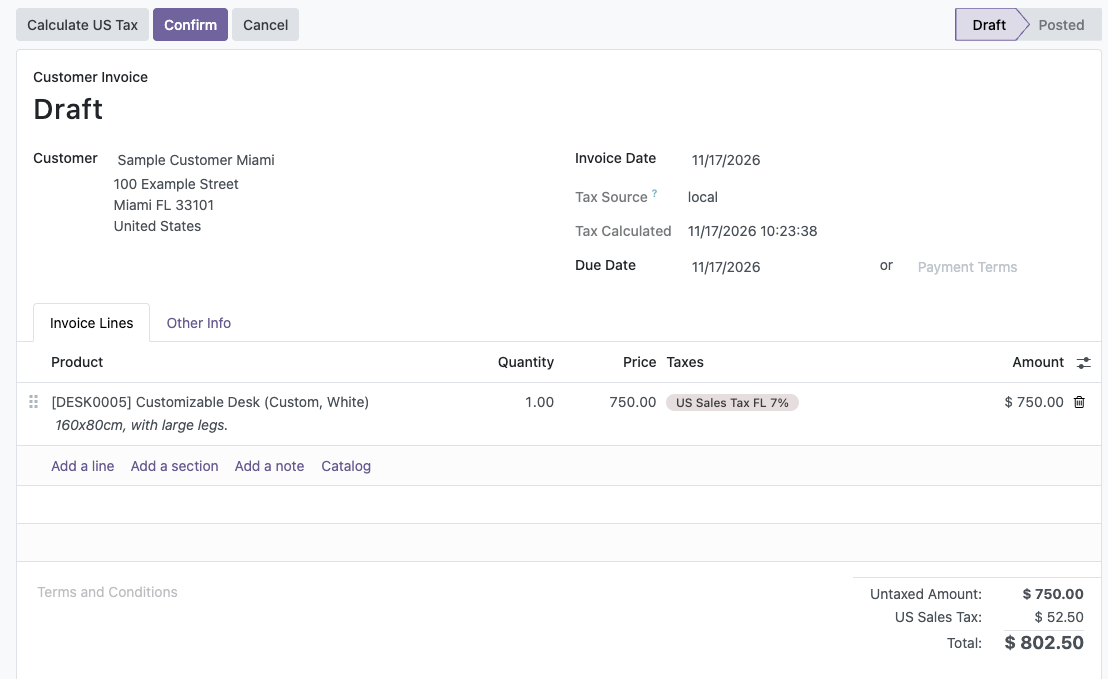 Calculate US Tax Confirm Cancel Draft Posted
Customer Invoice
Draft
Customer Sample Customer Miami
100 Example Street
Miami FL 33101
United States
Invoice Date 11/17/2026
Tax Source ? local
Tax Calculated 11/17/2026 10:23:38
Due Date 11/17/2026 or Payment Terms
Invoice Lines Other Info
Product Quantity Price Taxes Amount
[DESK0005] Customizable Desk (Custom, White) 1.00 750.00 US Sales Tax FL 7% $ 750.00
160x80cm, with large legs.
Add a line Add a section Add a note Catalog
Terms and Conditions
Untaxed Amount: $ 750.00
US Sales Tax: $ 52.50
Total: $ 802.50